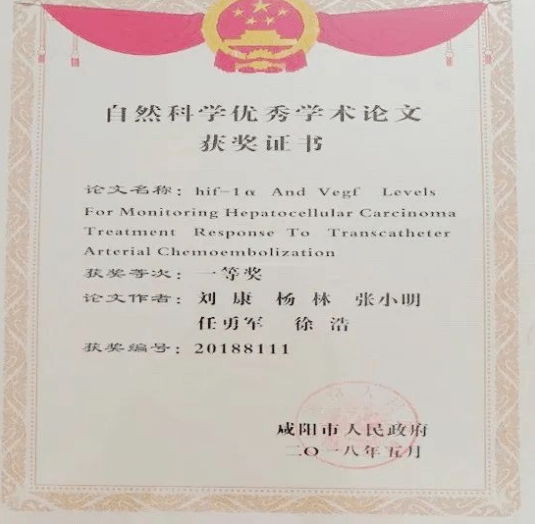 自然科学优秀学术论文
获奖证书
论文名称：hif-1α And Vegf Levels
For Monitoring Hepatocellular Carcinoma
Treatment Response To Transcatheter
Arterial Chemoembolization
获奖等次：一等奖
论文作者：刘康 杨林 张小明
任勇军 徐浩
获奖编号：20188111
咸阳市人民政府
二〇一八年五月